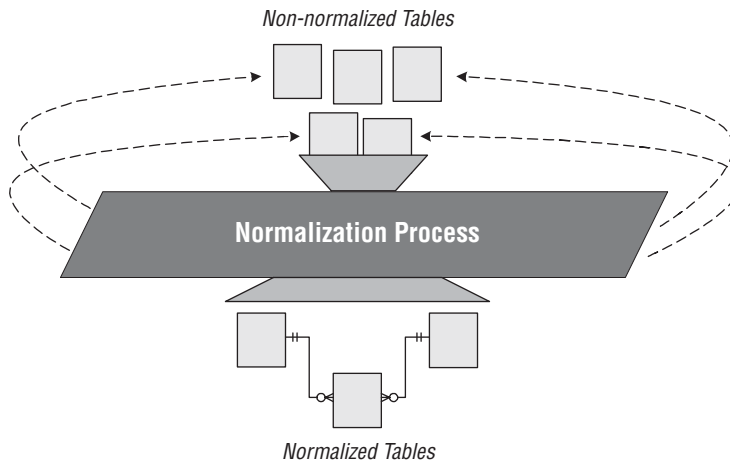 Non-normalized Tables
Normalization Process
Normalized Tables